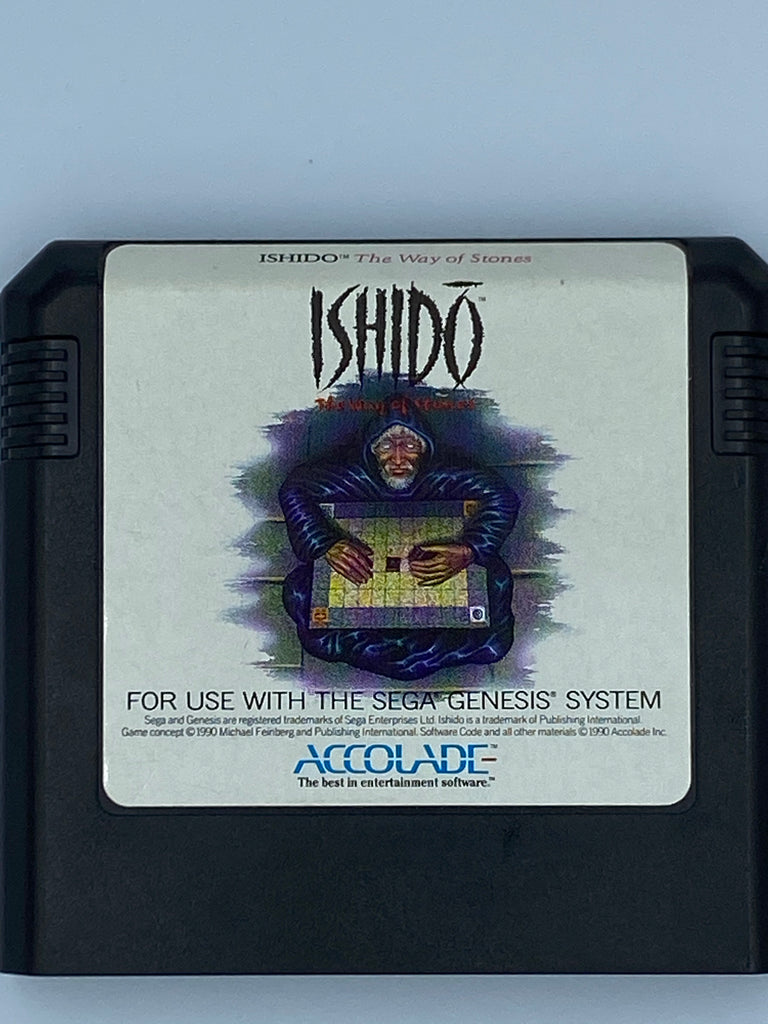 ISHIDO™ The Way of Stones
ISHIDŌ™
The Way of Stones
FOR USE WITH THE SEGA® GENESIS® SYSTEM
Sega and Genesis are registered trademarks of Sega Enterprises Ltd. Ishido is a trademark of Publishing International.
Game concept © 1990 Michael Feinberg and Publishing International. Software Code and all other materials © 1990 Accolade Inc.
ACCOLADE™
The best in entertainment software.™